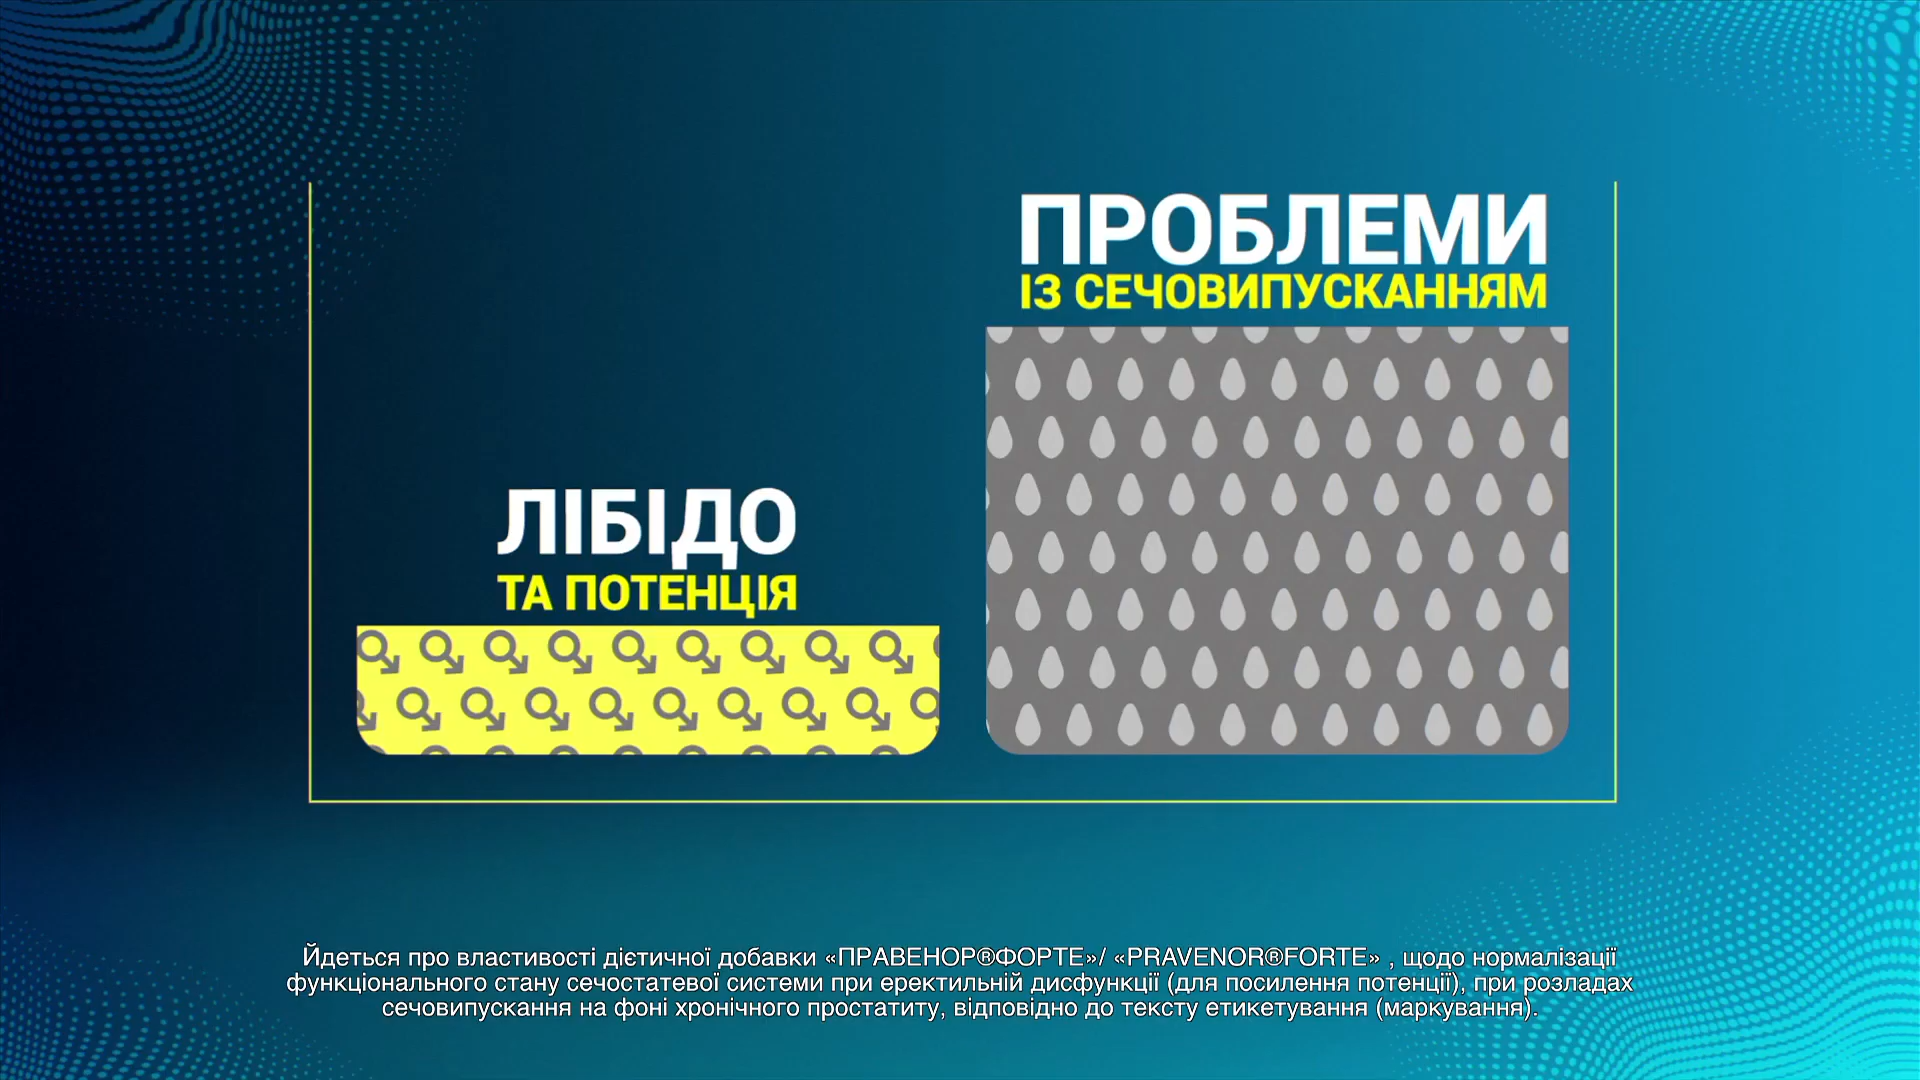 ПРОБЛЕМИ
ІЗ СЕЧОВИПУСКАННЯМ
ЛІБІДО
ТА ПОТЕНЦІЯ
Йдеться про властивості дієтичної добавки «ПРАВЕНОР®ФОРТЕ»/ «PRAVENOR®FORTE» , щодо нормалізації
функціонального стану сечостатевої системи при еректильній дисфункції (для посилення потенції), при розладах
сечовипускання на фоні хронічного простатиту, відповідно до тексту етикетування (маркування).